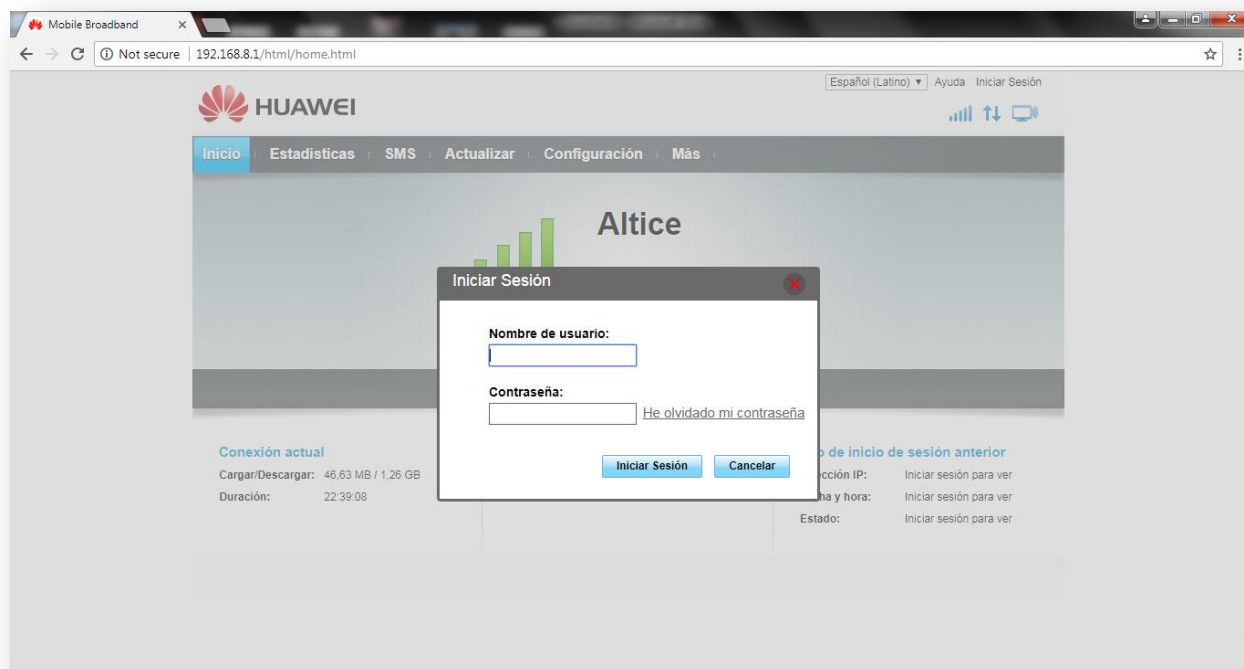 Mobile Broadband
Not secure 192.168.8.1/html/home.html
Español (Latino) Ayuda Iniciar Sesión
HUAWEI
Inicio Estadísticas SMS Actualizar Configuración Más
Altice
Iniciar Sesión
Nombre de usuario:
Contraseña:
He olvidado mi contraseña
Iniciar Sesión Cancelar
Conexión actual
Cargar/Descargar: 46,63 MB / 1,26 GB
Duración: 22:39:08
de inicio de sesión anterior
IP: Iniciar sesión para ver
y hora: Iniciar sesión para ver
Estado: Iniciar sesión para ver